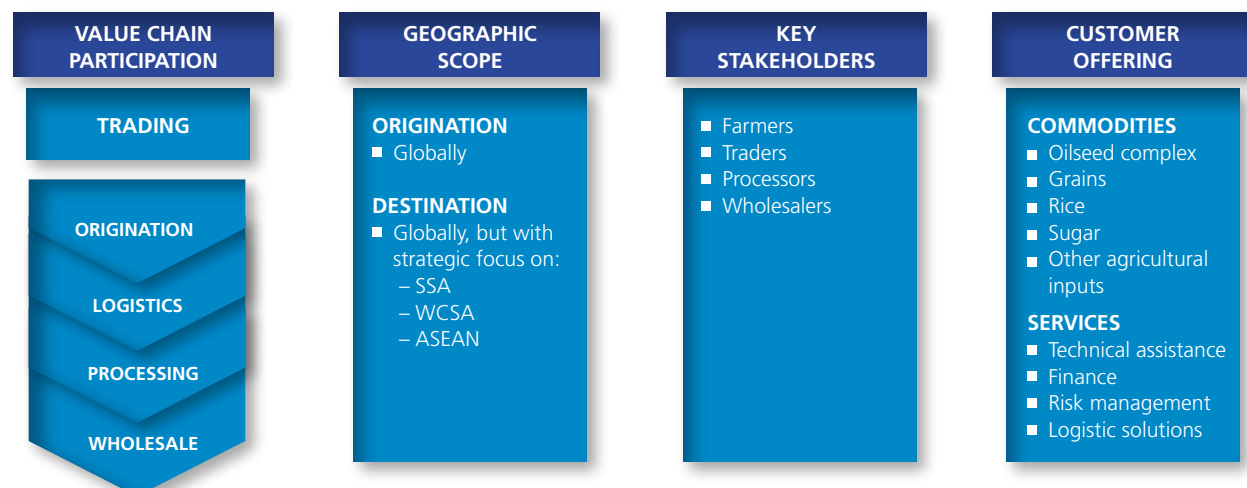 VALUE CHAIN
PARTICIPATION
TRADING
ORIGINATION
LOGISTICS
PROCESSING
WHOLESALE
GEOGRAPHIC
SCOPE
ORIGINATION
Globally
DESTINATION
Globally, but with
strategic focus on:
– SSA
– WCSA
– ASEAN
KEY
STAKEHOLDERS
Farmers
Traders
Processors
Wholesalers
CUSTOMER
OFFERING
COMMODITIES
Oilseed complex
Grains
Rice
Sugar
Other agricultural
inputs
SERVICES
Technical assistance
Finance
Risk management
Logistic solutions